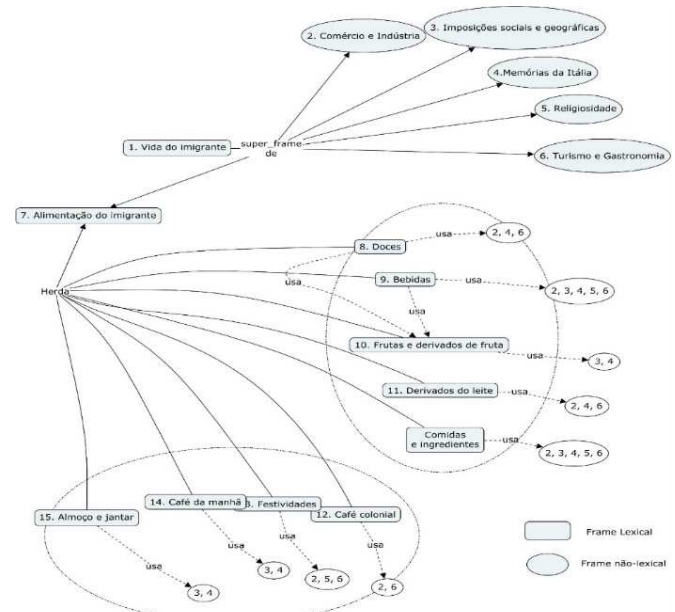 2. Comércio e Indústria
3. Imposições sociais e geográficas
4.Memórias da Itália
5. Religiosidade
6. Turismo e Gastronomia
1. Vida do imigrante
super_frame
de
7. Alimentação do imigrante
Herda
8. Doces
usa
2, 4, 6
usa
9. Bebidas
usa
2, 3, 4, 5, 6
usa
10. Frutas e derivados de fruta
usa
3, 4
11. Derivados do leite
usa
2, 4, 6
Comidas
e ingredientes
usa
2, 3, 4, 5, 6
15. Almoço e jantar
14. Café da manhã
3. Festividades
12. Café colonial
usa
usa
usa
usa
3, 4
3, 4
2, 5, 6
2, 6
Frame Lexical
Frame não-lexical